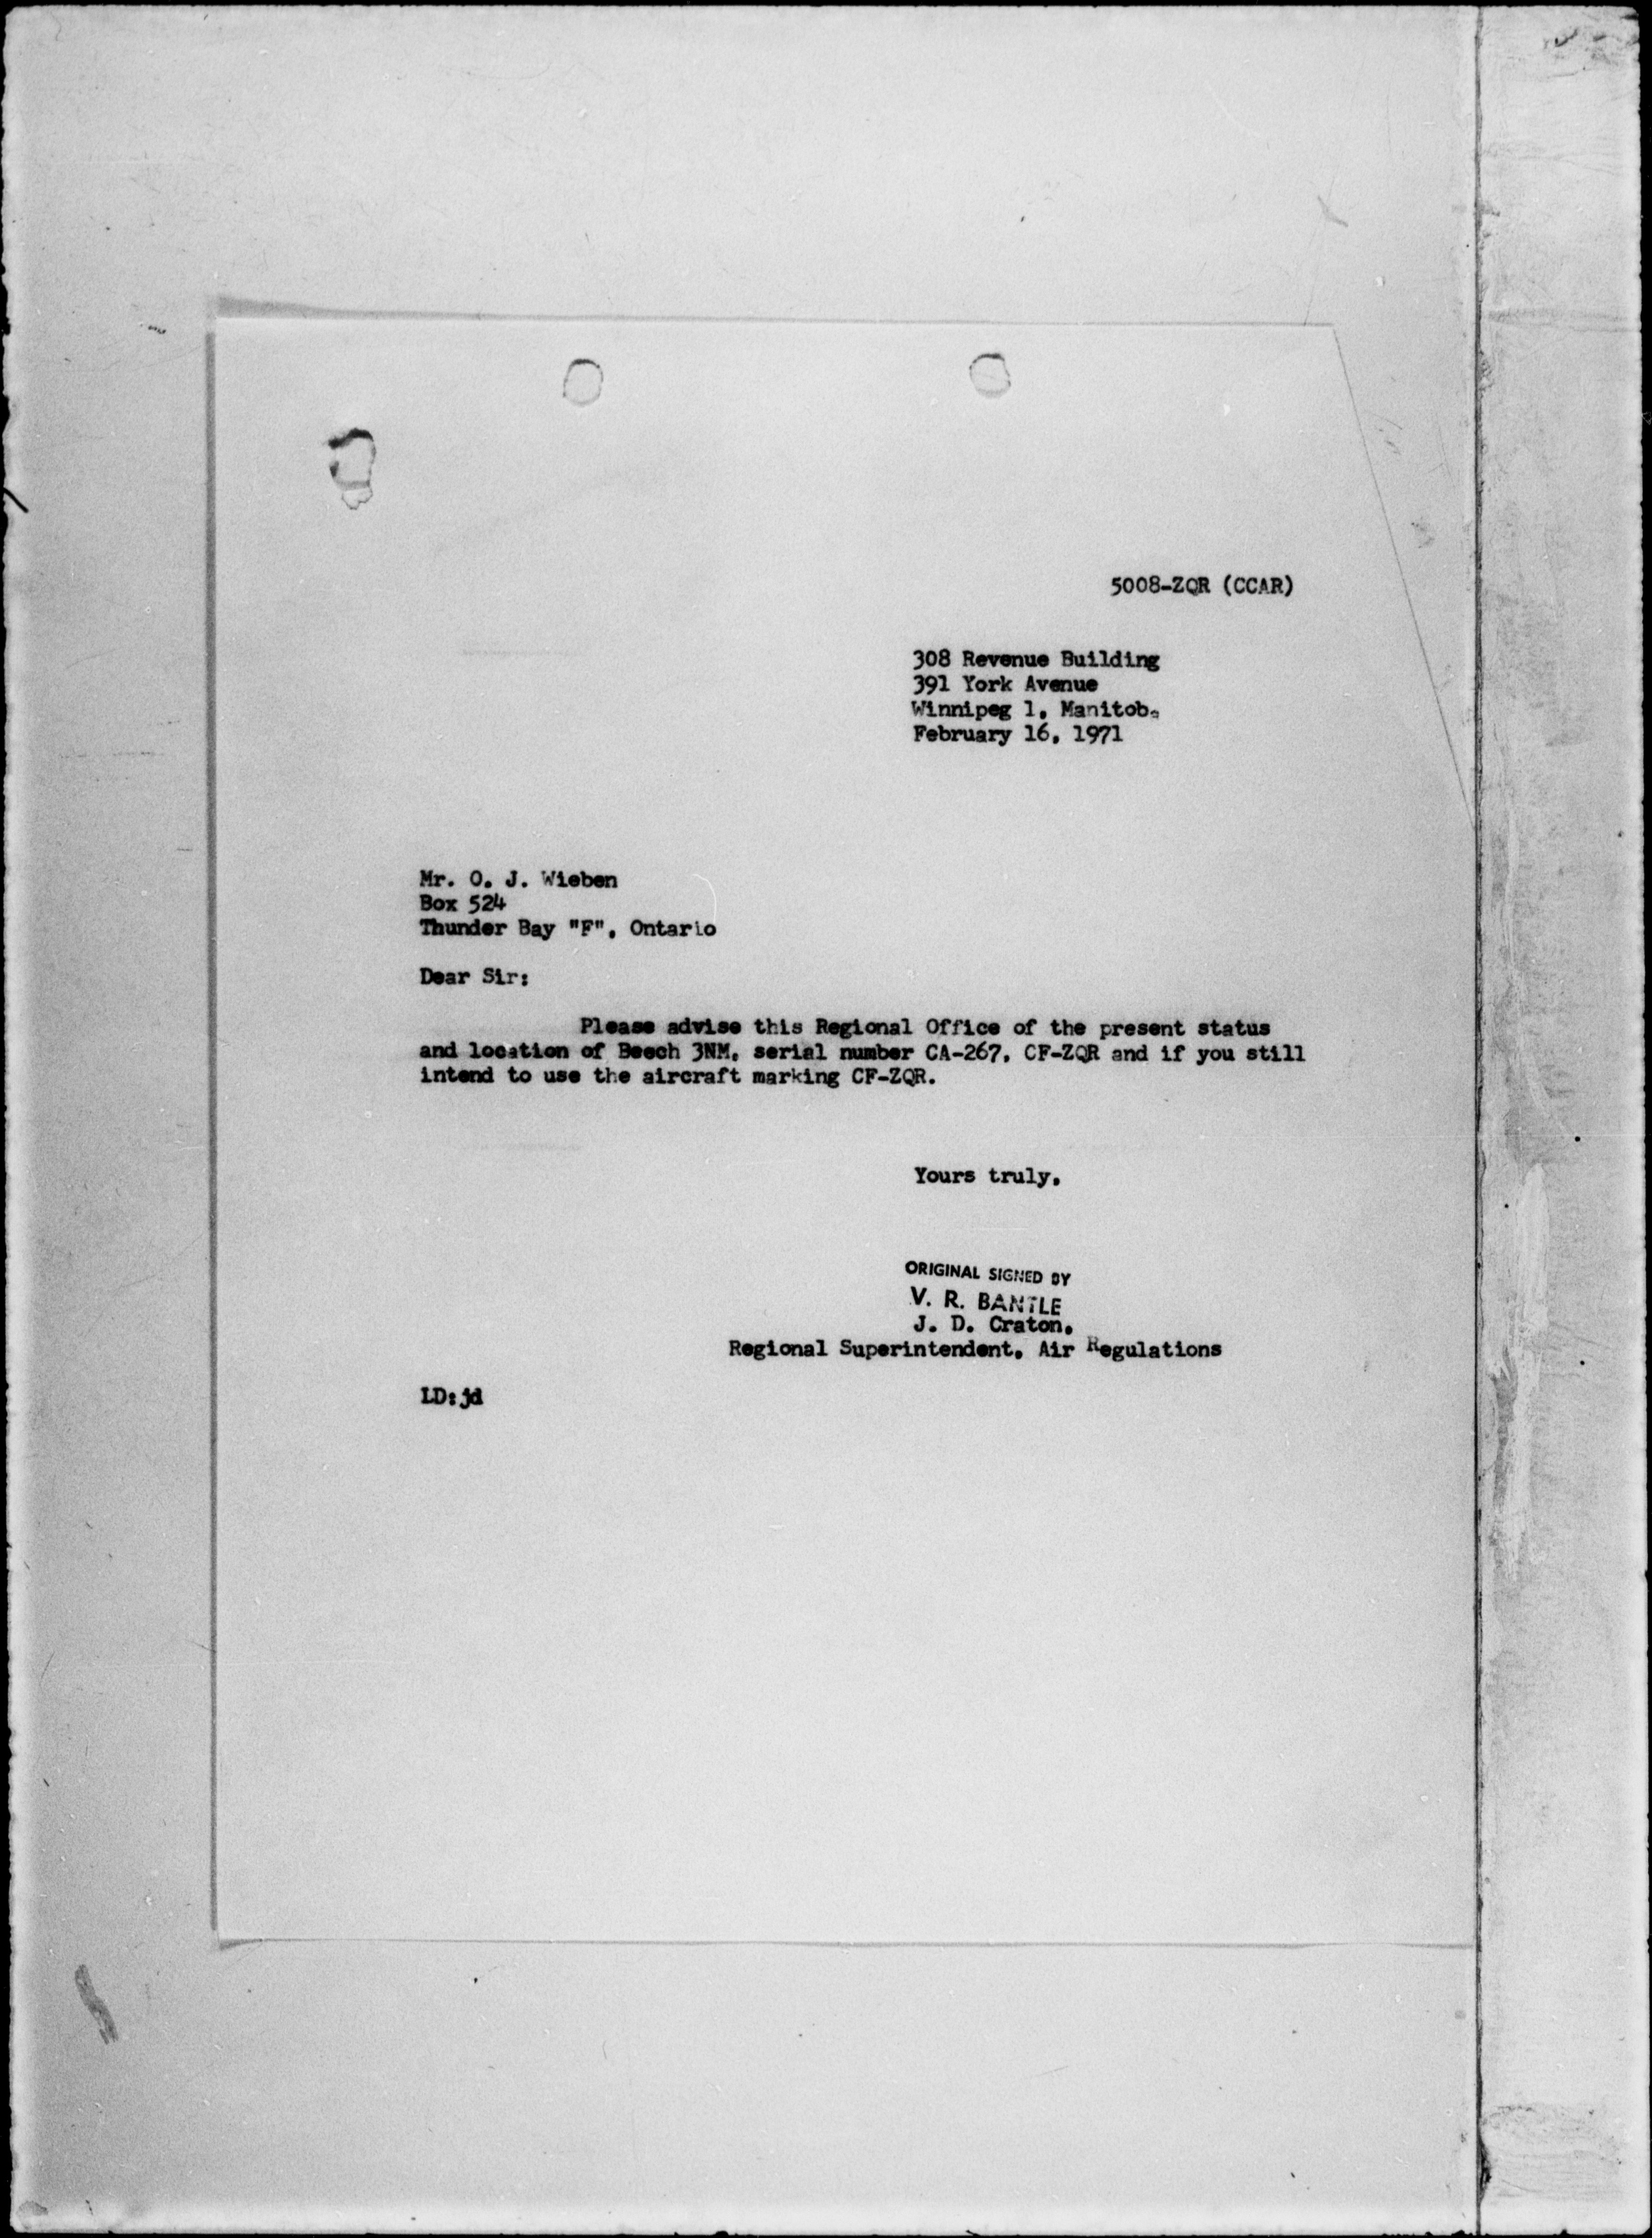 5008-ZQR (CCAR)
308 Revenue Building
391 York Avenue
Winnipeg 1, Manitoba
February 16, 1971
Mr. O. J. Wieben
Box 524
Thunder Bay "F", Ontario
Dear Sir:
Please advise this Regional Office of the present status
and location of Beech 3NM, serial number CA-267, CF-ZQR and if you still
intend to use the aircraft marking CF-ZQR.
Yours truly,
ORIGINAL SIGNED BY
V. R. BANTLE
J. D. Craton,
Regional Superintendent, Air Regulations
LD:jd